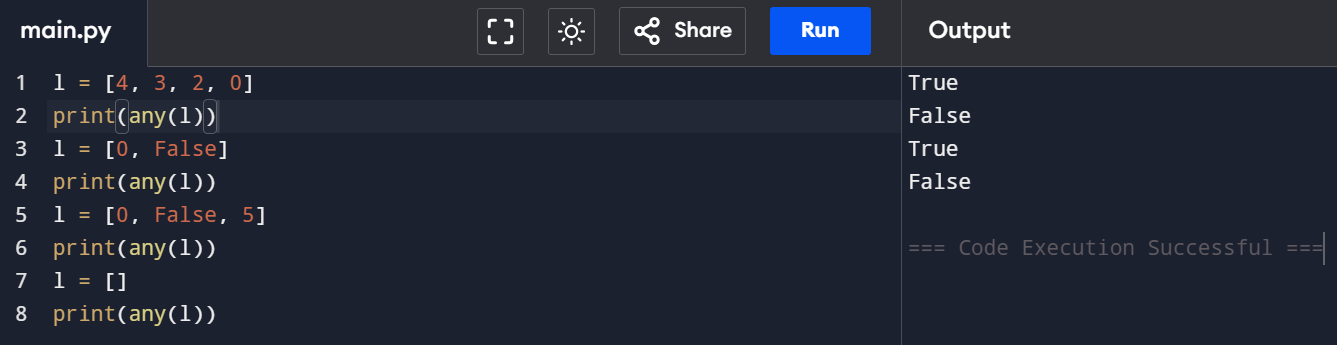 main.py
Share
Run
Output
1 l = [4, 3, 2, 0]
2 print(any(l))
3 l = [0, False]
4 print(any(l))
5 l = [0, False, 5]
6 print(any(l))
7 l = []
8 print(any(l))
True
False
True
False
=== Code Execution Successful ===